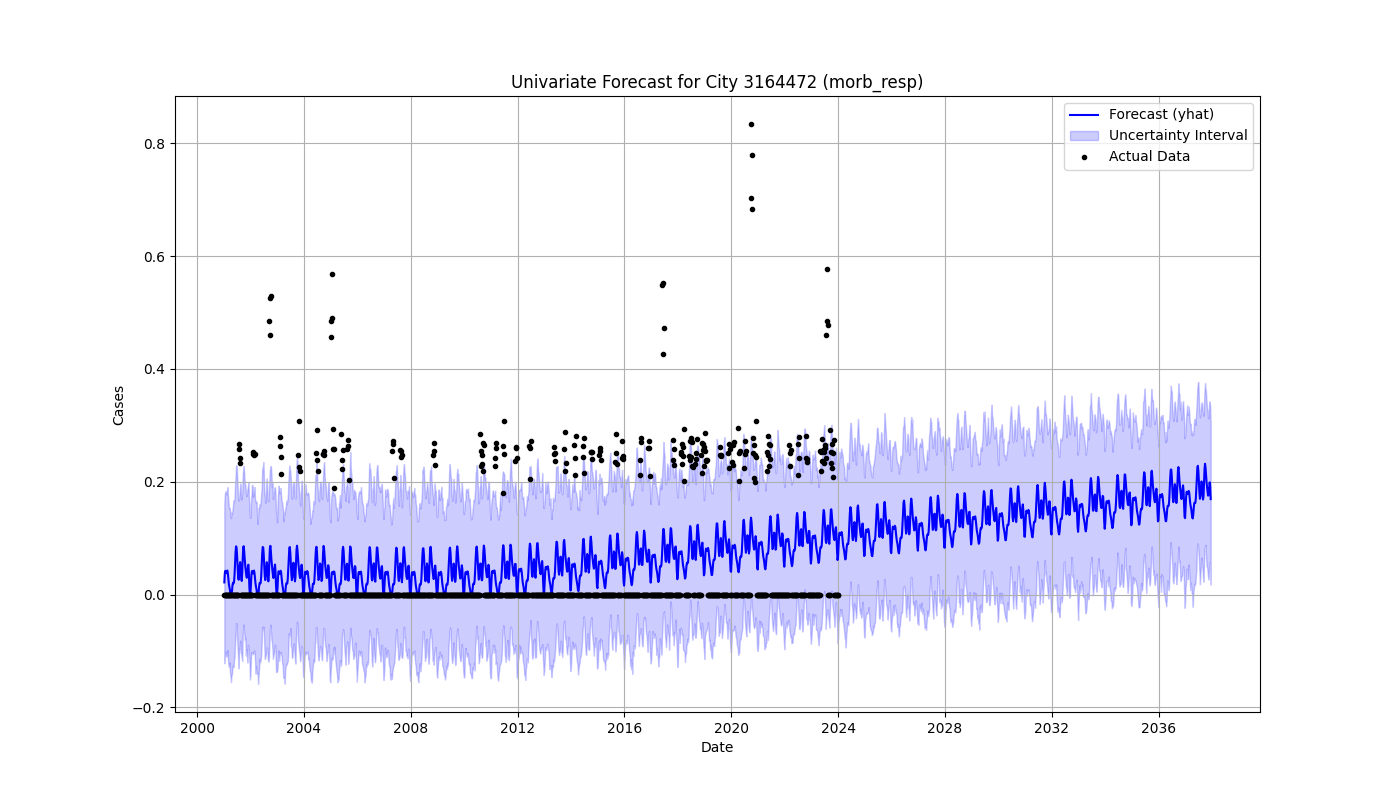 Univariate Forecast for City 3164472 (morb_resp)
Forecast (yhat)
Uncertainty Interval
Actual Data
Cases
0.8
0.6
0.4
0.2
0.0
−0.2
2000 2004 2008 2012 2016 2020 2024 2028 2032 2036
Date